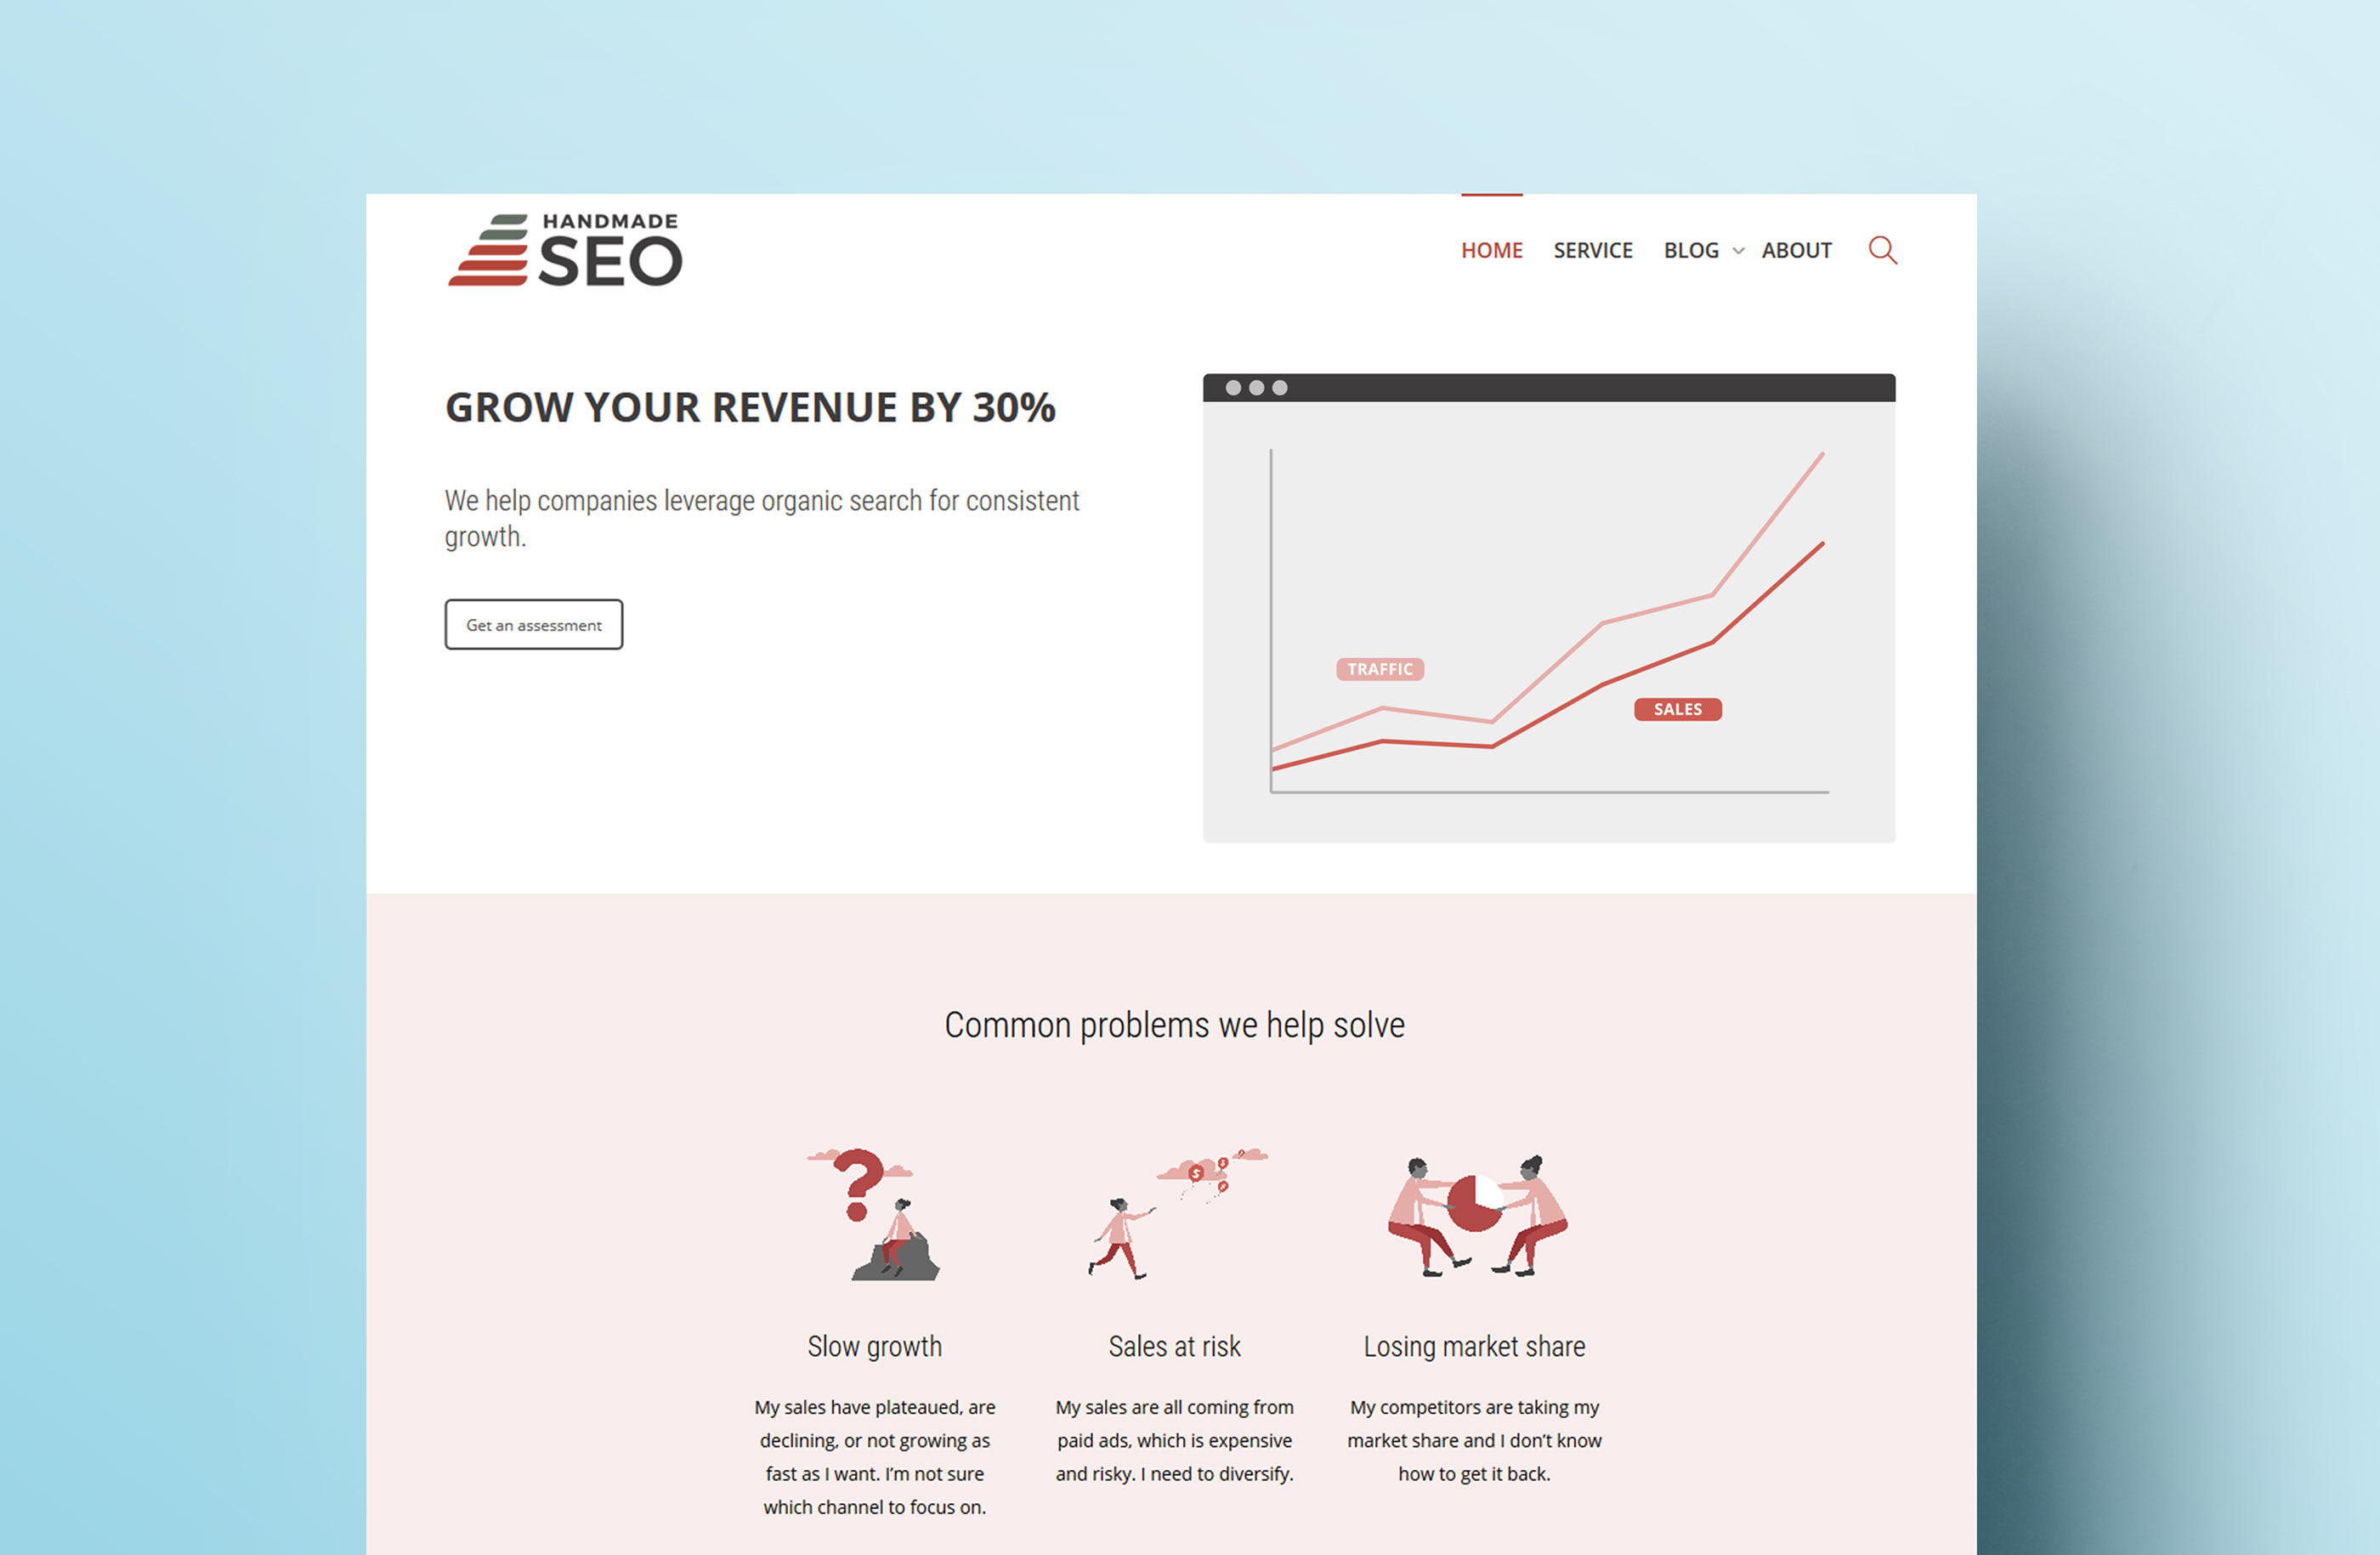 HANDMADE
SEO
HOME SERVICE BLOG ABOUT
GROW YOUR REVENUE BY 30%
We help companies leverage organic search for consistent
growth.
Get an assessment
TRAFFIC
SALES
Common problems we help solve
Slow growth
My sales have plateaued, are
declining, or not growing as
fast as I want. I'm not sure
which channel to focus on.
Sales at risk
My sales are all coming from
paid ads, which is expensive
and risky. I need to diversify.
Losing market share
My competitors are taking my
market share and I don't know
how to get it back.